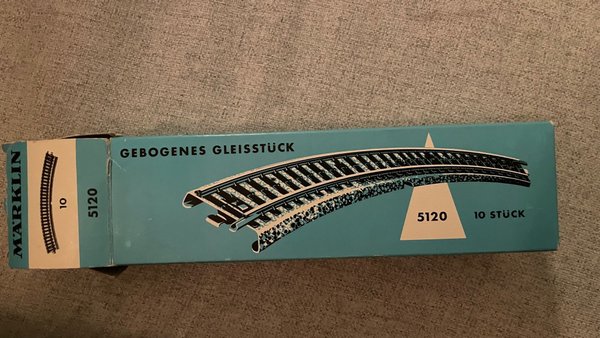 MÄRKLIN
10
5120
GEBOGENES GLEISSTÜCK
5120
10 STÜCK